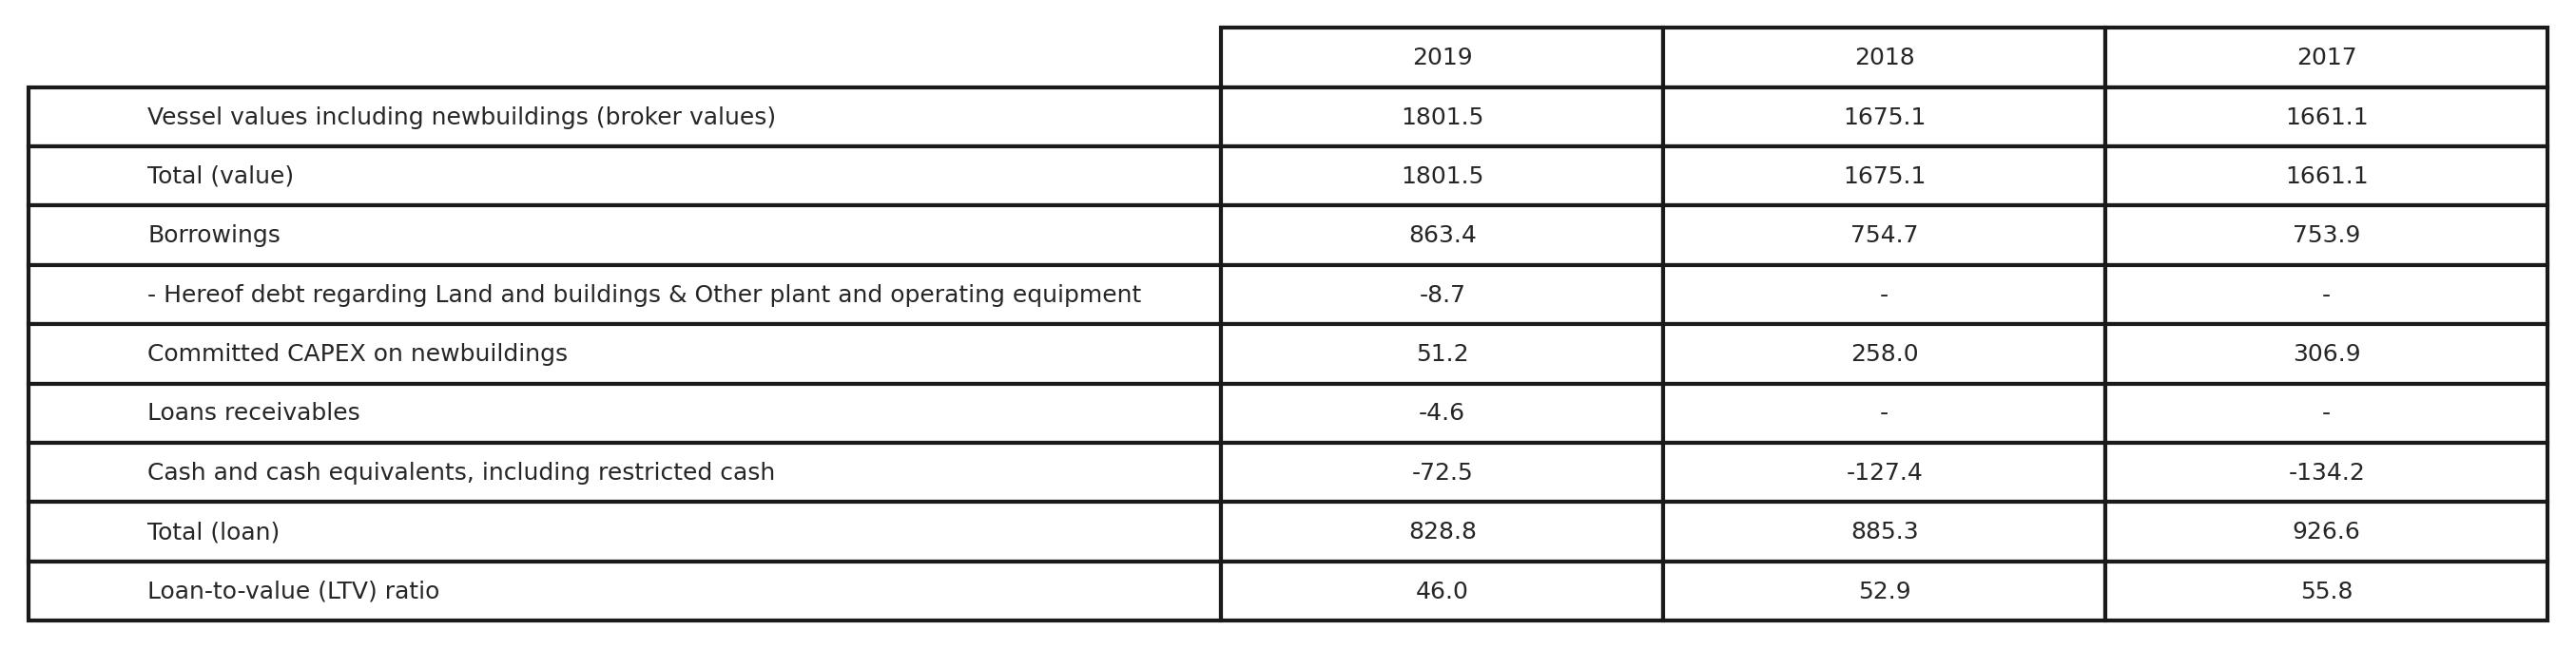 2019 2018 2017
Vessel values including newbuildings (broker values) 1801.5 1675.1 1661.1
Total (value) 1801.5 1675.1 1661.1
Borrowings 863.4 754.7 753.9
- Hereof debt regarding Land and buildings & Other plant and operating equipment -8.7 - -
Committed CAPEX on newbuildings 51.2 258.0 306.9
Loans receivables -4.6 - -
Cash and cash equivalents, including restricted cash -72.5 -127.4 -134.2
Total (loan) 828.8 885.3 926.6
Loan-to-value (LTV) ratio 46.0 52.9 55.8